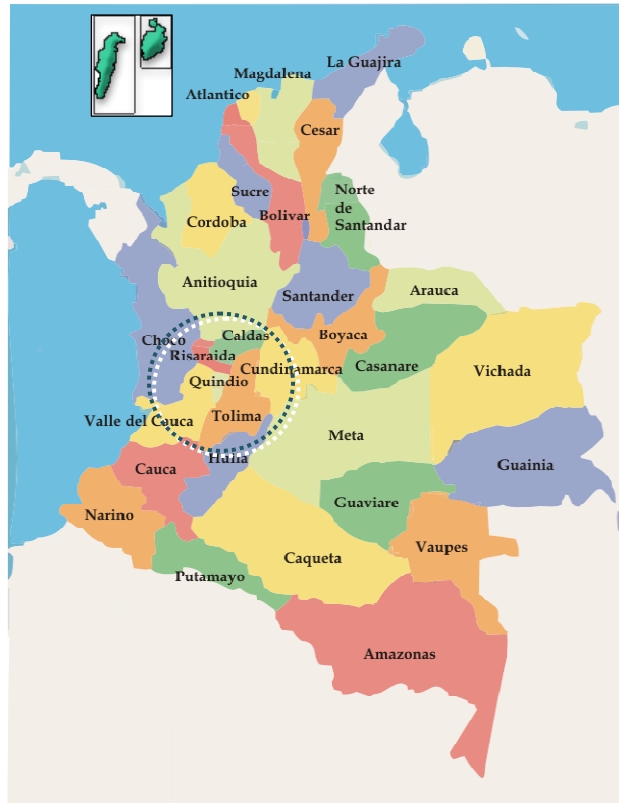 La Guajira
Magdalena
Atlantico
Cesar
Sucre
Norte
de
Santandar
Bolivar
Cordoba
Anitioquia
Santander
Arauca
Choco
Caldas
Boyaca
Risaraida
Casanare
Cundinamarca
Vichada
Quindio
Valle del Cauca
Tolima
Meta
Huila
Cauca
Guainia
Guaviare
Narino
Vaupes
Caqueta
Putamayo
Amazonas